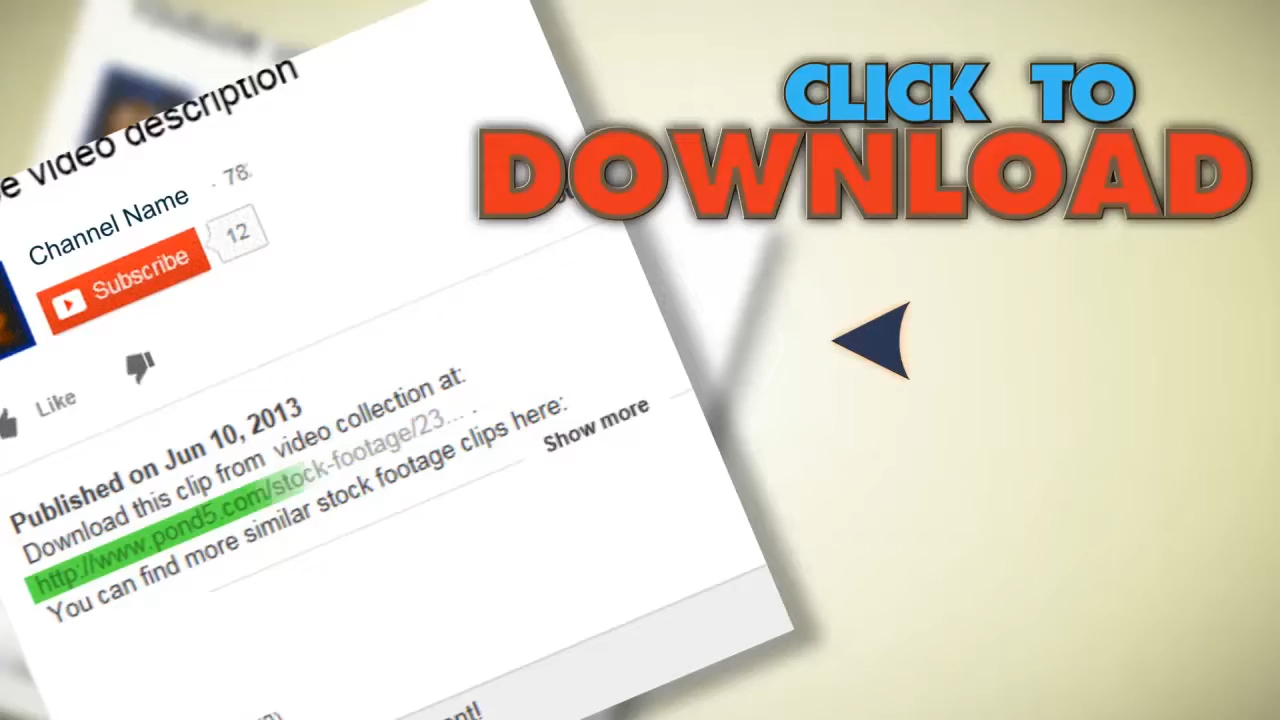 CLICK TO
DOWNLOAD
e video description
Channel Name
78
Subscribe
12
Like
Published on Jun 10, 2013
Download this clip from video collection at:
http://www.pond5.com/stock-footage/23... .
You can find more similar stock footage clips here:
Show more